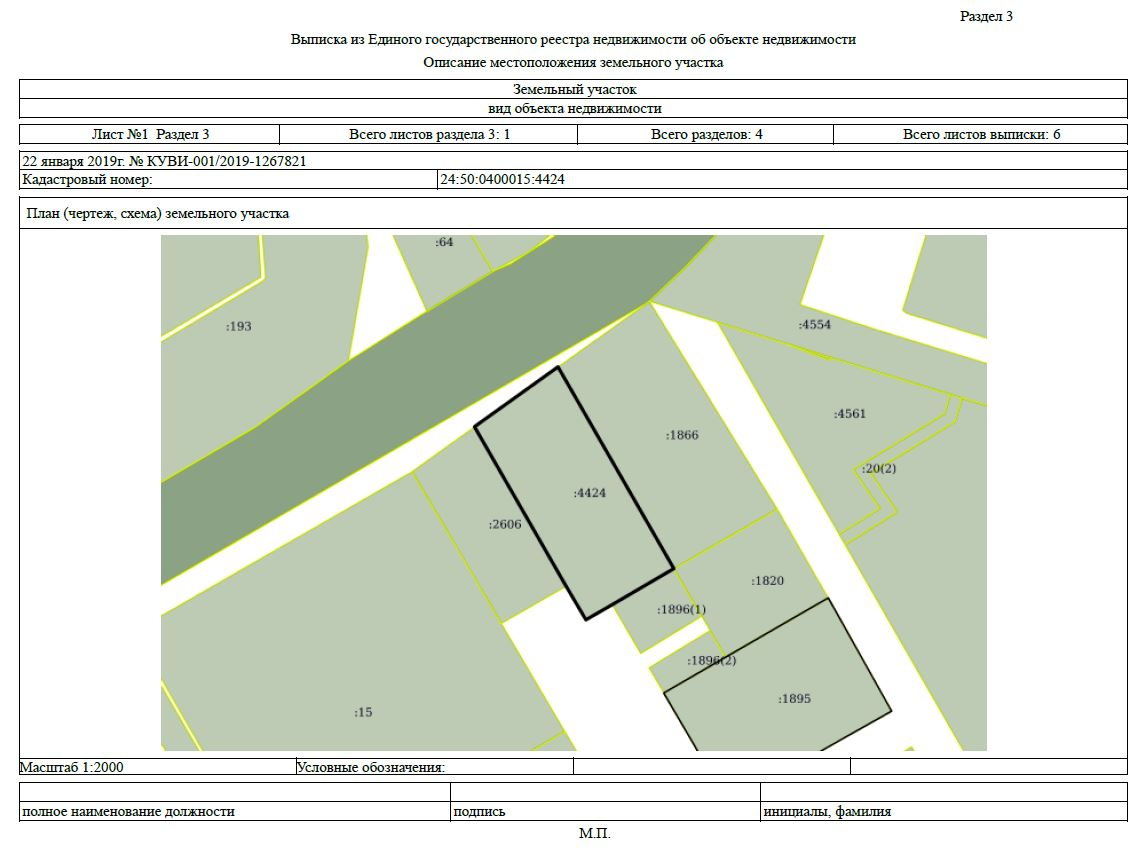 Раздел 3
Выписка из Единого государственного реестра недвижимости об объекте недвижимости
Описание местоположения земельного участка
Земельный участок
вид объекта недвижимости
Лист №1 Раздел 3 Всего листов раздела 3: 1 Всего разделов: 4 Всего листов выписки: 6
22 января 2019г. № КУВИ-001/2019-1267821
Кадастровый номер: 24:50:0400015:4424
План (чертеж, схема) земельного участка
:64
:193
:4554
:4561
:1866
:20(2)
:4424
:2606
:1820
:1896(1)
:1896(2)
:1895
:15
Масштаб 1:2000 Условные обозначения:
полное наименование должности подпись инициалы, фамилия
М.П.